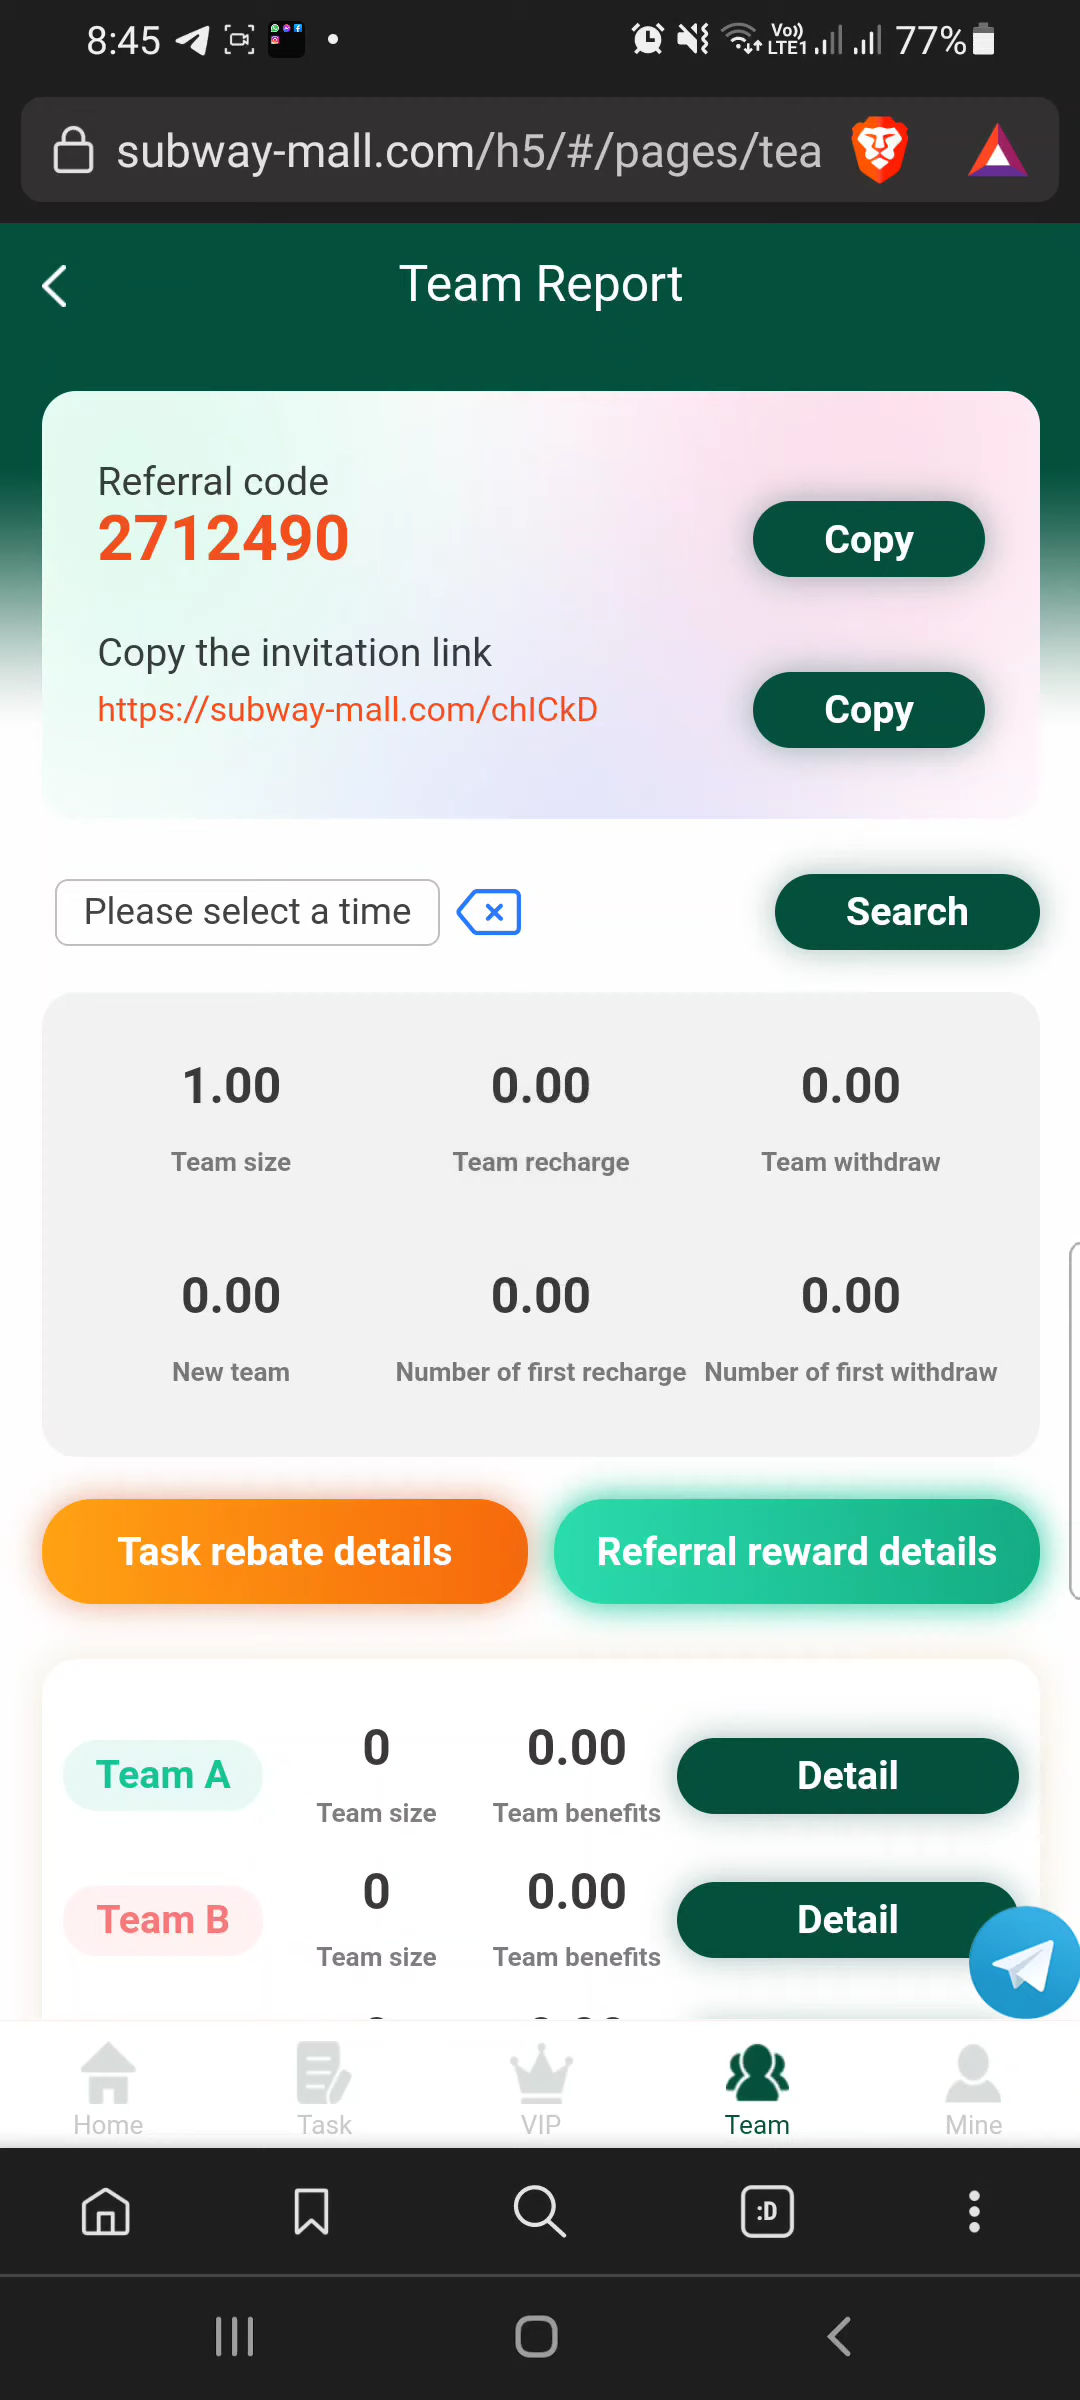 8:45
Vo)) LTE1
77%
subway-mall.com/h5/#/pages/tea
Team Report
Referral code
2712490
Copy
Copy the invitation link
https://subway-mall.com/chICkD
Copy
Please select a time
Search
1.00 0.00 0.00
Team size Team recharge Team withdraw
0.00 0.00 0.00
New team Number of first recharge Number of first withdraw
Task rebate details Referral reward details
Team A
0 0.00
Team size Team benefits
Detail
Team B
0 0.00
Team size Team benefits
Detail
Home Task VIP Team Mine
:D